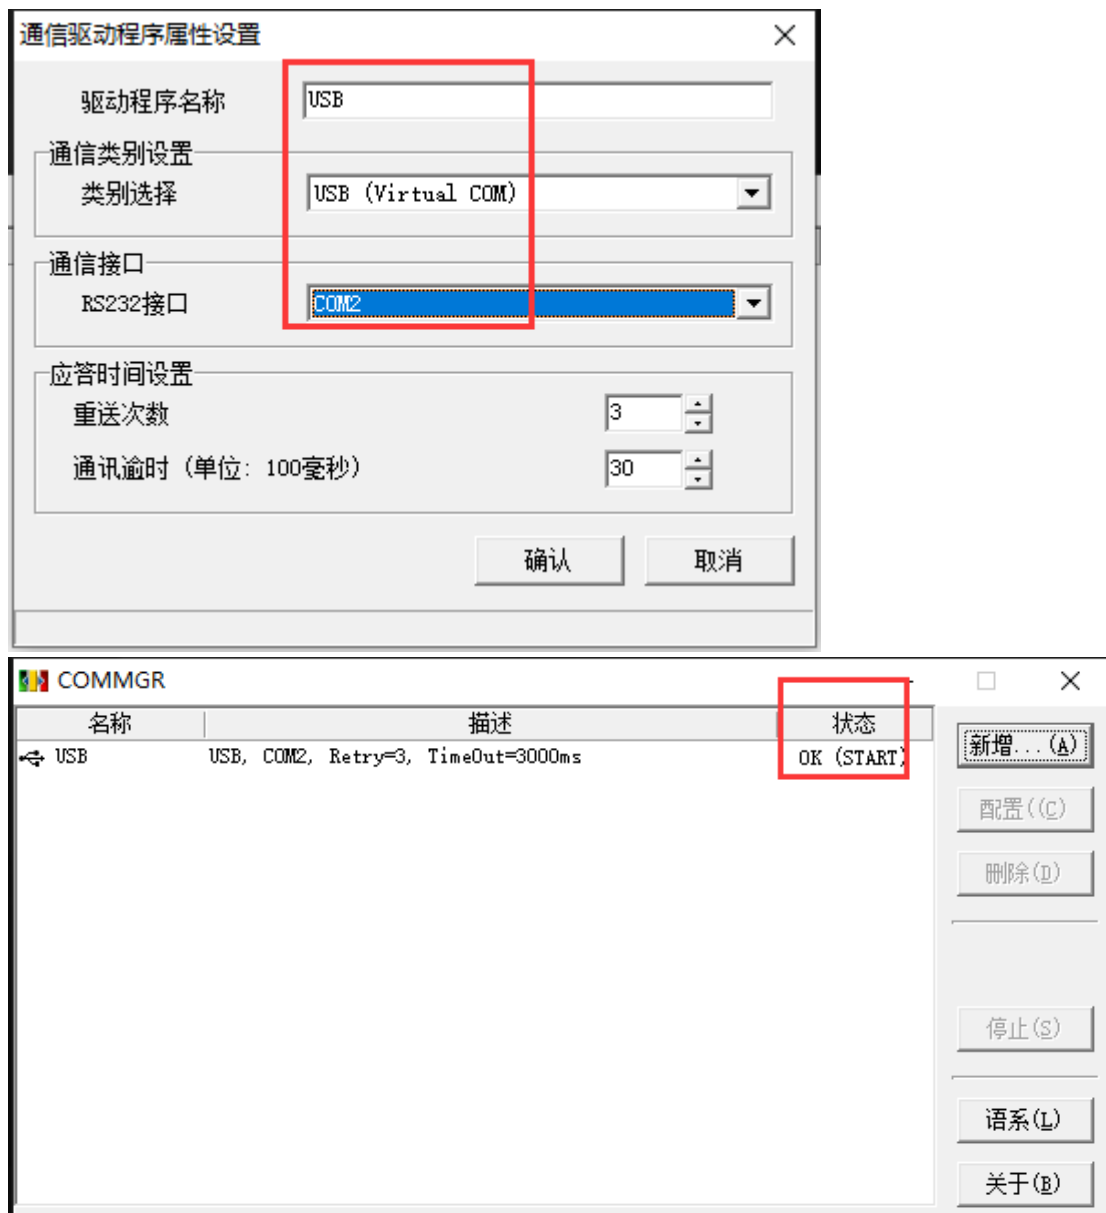 通信驱动程序属性设置
驱动程序名称 USB
通信类别设置
类别选择 USB (Virtual COM)
通信接口
RS232接口 COM2
应答时间设置
重送次数 3
通讯逾时 (单位: 100毫秒) 30
确认 取消
COMMGR
名称 描述 状态
USB USB, COM2, Retry=3, TimeOut=3000ms OK (START)
新增...(A)
配置((C)
删除(D)
停止(S)
语系(L)
关于(B)